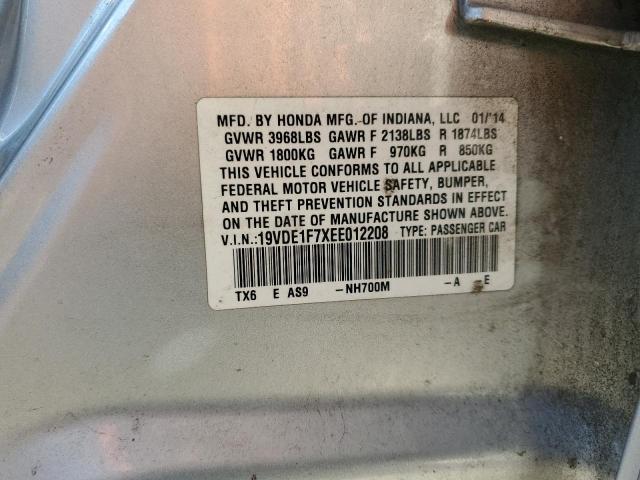 MFD. BY HONDA MFG. OF INDIANA, LLC 01/'14
GVWR 3968LBS GAWR F 2138LBS R 1874LBS
GVWR 1800KG GAWR F 970KG R 850KG
THIS VEHICLE CONFORMS TO ALL APPLICABLE
FEDERAL MOTOR VEHICLE SAFETY, BUMPER,
AND THEFT PREVENTION STANDARDS IN EFFECT
ON THE DATE OF MANUFACTURE SHOWN ABOVE.
V.I.N.:19VDE1F7XEE012208 TYPE: PASSENGER CAR
TX6 E AS9 -NH700M -A -E